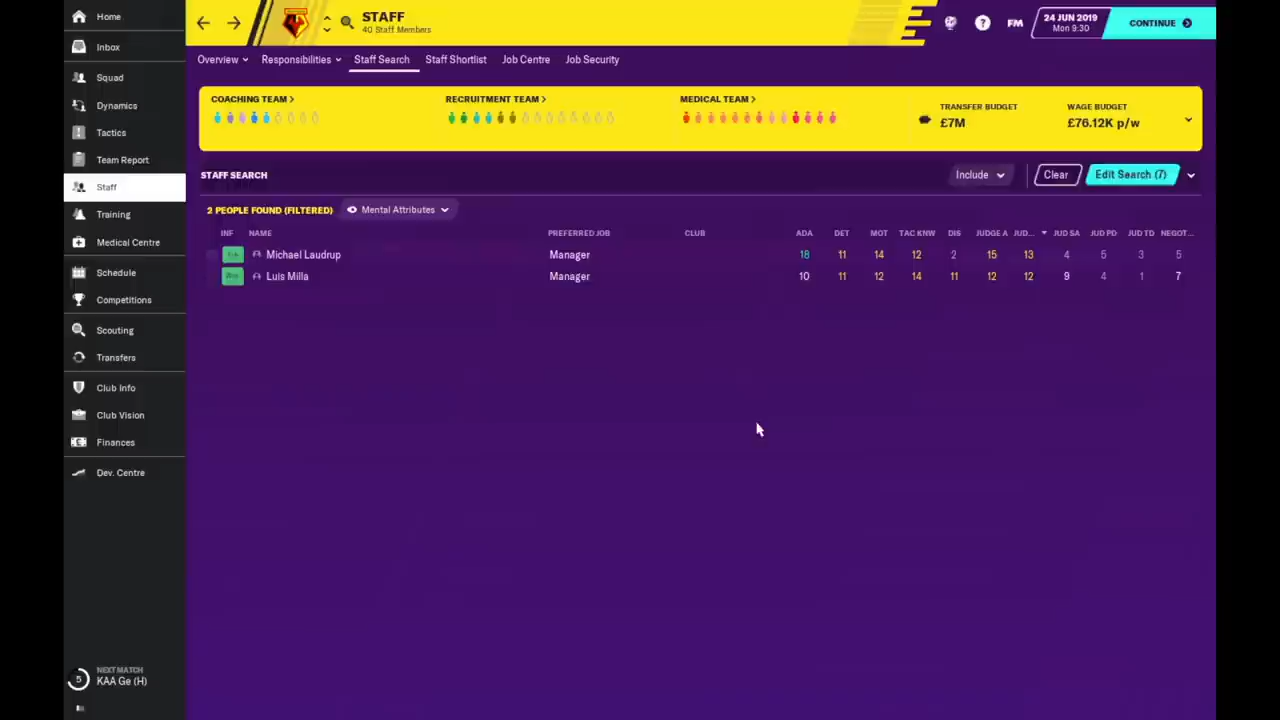 Home
Inbox
Squad
Dynamics
Tactics
Team Report
Staff
Training
Medical Centre
Schedule
Competitions
Scouting
Transfers
Club Info
Club Vision
Finances
Dev. Centre
5
NEXT MATCH
KAA Ge (H)
STAFF
40 Staff Members
?
FM
24 JUN 2019
Mon 9:30
CONTINUE
Overview
Responsibilities
Staff Search
Staff Shortlist
Job Centre
Job Security
COACHING TEAM >
RECRUITMENT TEAM >
MEDICAL TEAM >
TRANSFER BUDGET
£7M
WAGE BUDGET
£76.12K p/w
STAFF SEARCH
Include
Clear
Edit Search (7)
2 PEOPLE FOUND (FILTERED)
Mental Attributes
INF NAME PREFERRED JOB CLUB ADA DET MOT TAC KNW DIS JUDGE A JUD... JUD SA JUD PD JUD TD NEGOT...
Michael Laudrup Manager 18 11 14 12 2 15 13 4 5 3 5
Luis Milla Manager 10 11 12 14 11 12 12 9 4 1 7